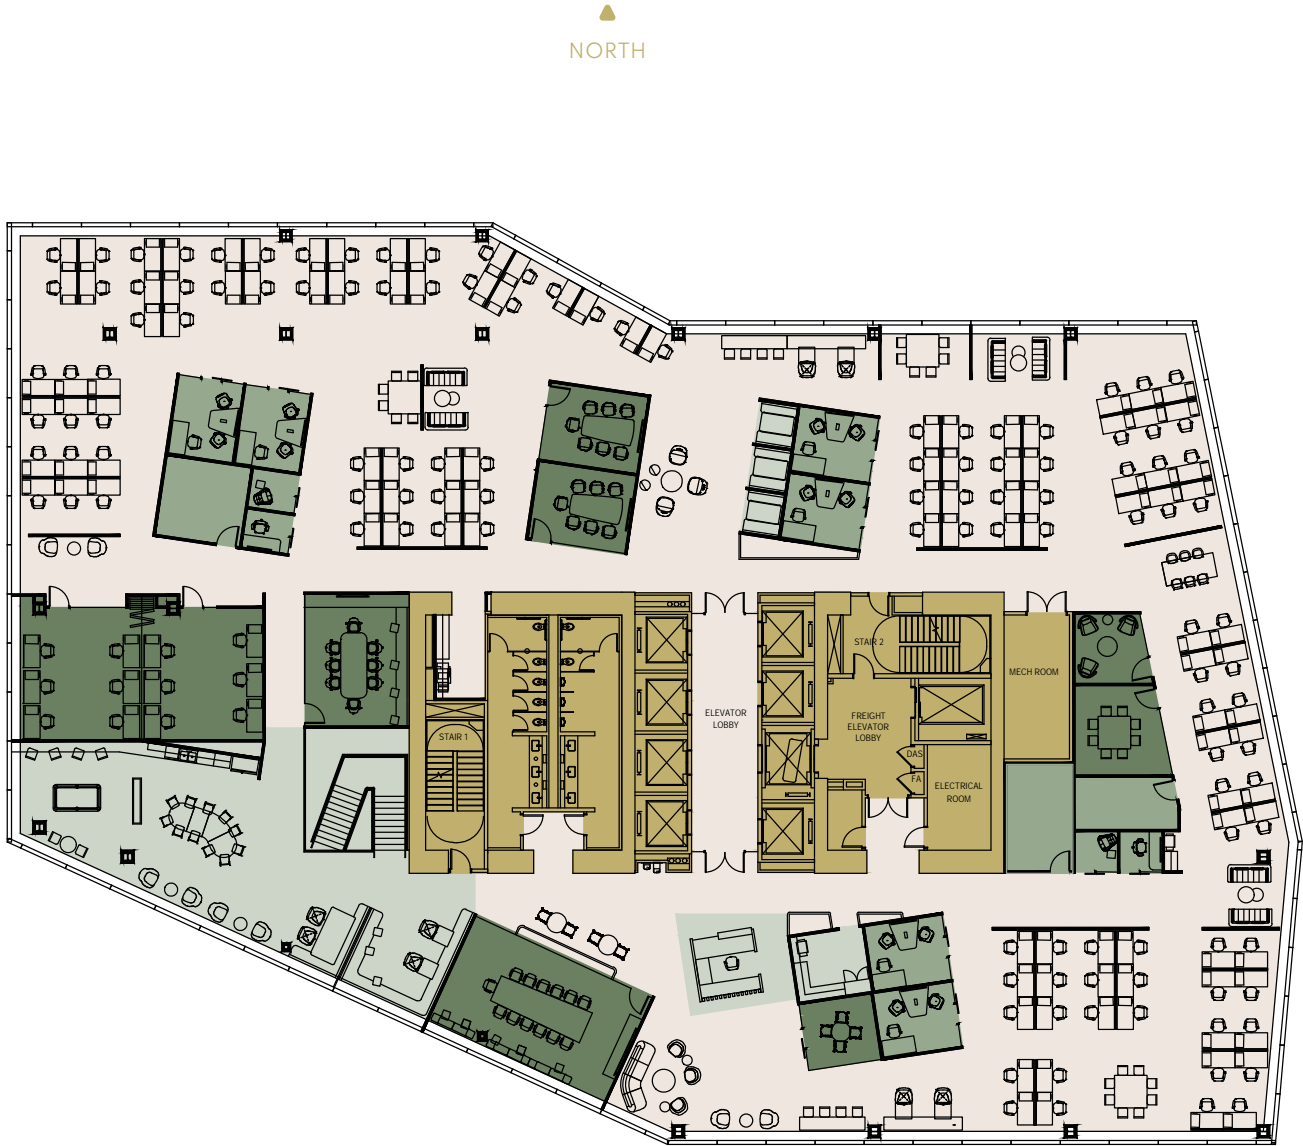 NORTH
STAIR 2
MECH ROOM
ELEVATOR
LOBBY
FREIGHT
ELEVATOR
LOBBY
STAIR 1
DAS
FA
ELECTRICAL
ROOM